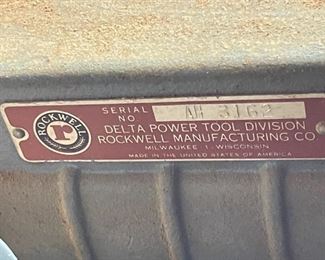 SERIAL
NO
AH 3162
ROCKWELL
R
DELTA POWER TOOL DIVISION
ROCKWELL MANUFACTURING CO
MILWAUKEE 1 WISCONSIN
MADE IN THE UNITED STATES OF AMERICA